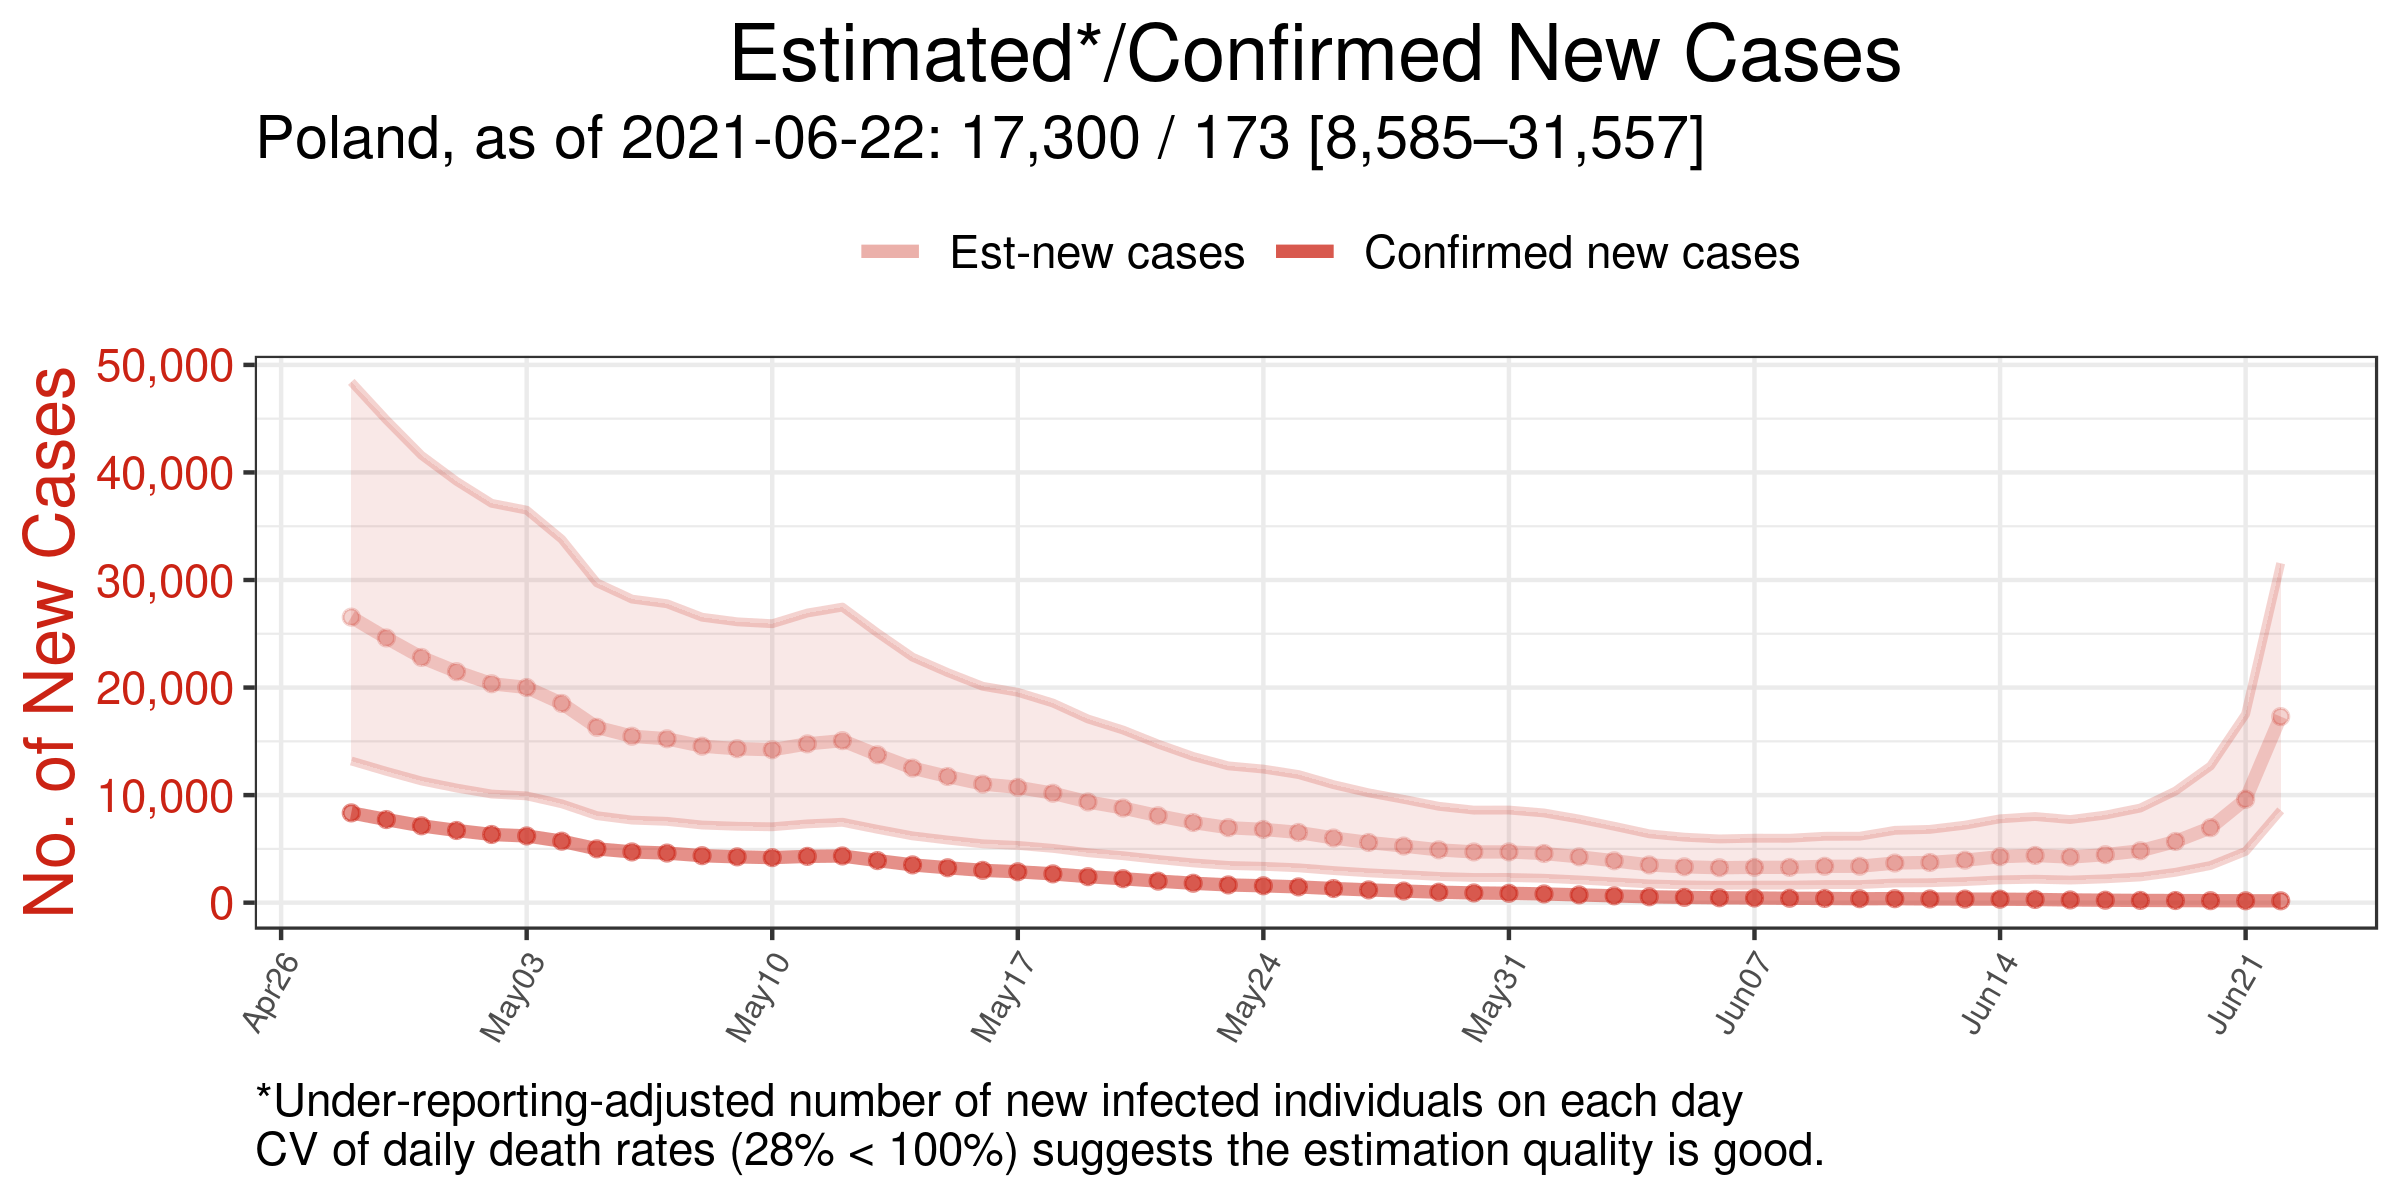 Estimated*/Confirmed New Cases
Poland, as of 2021-06-22: 17,300 / 173 [8,585–31,557]
Est-new cases
Confirmed new cases
No. of New Cases
50,000
40,000
30,000
20,000
10,000
0
Apr26
May03
May10
May17
May24
May31
Jun07
Jun14
Jun21
*Under-reporting-adjusted number of new infected individuals on each day
CV of daily death rates (28% < 100%) suggests the estimation quality is good.